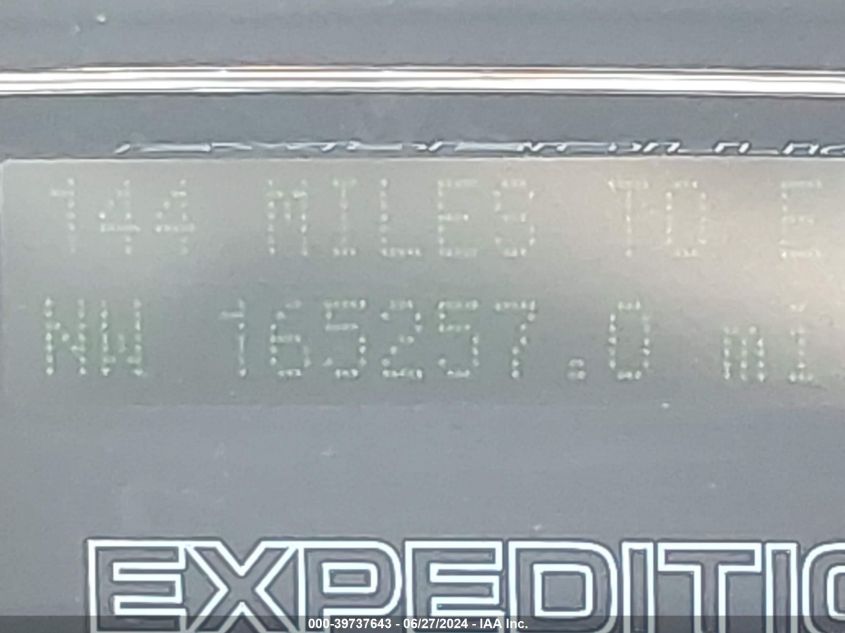 144 MILES TO E
NW 165257.0 mi
EXPEDITIO
000-39737643 - 06/27/2024 - IAA Inc.